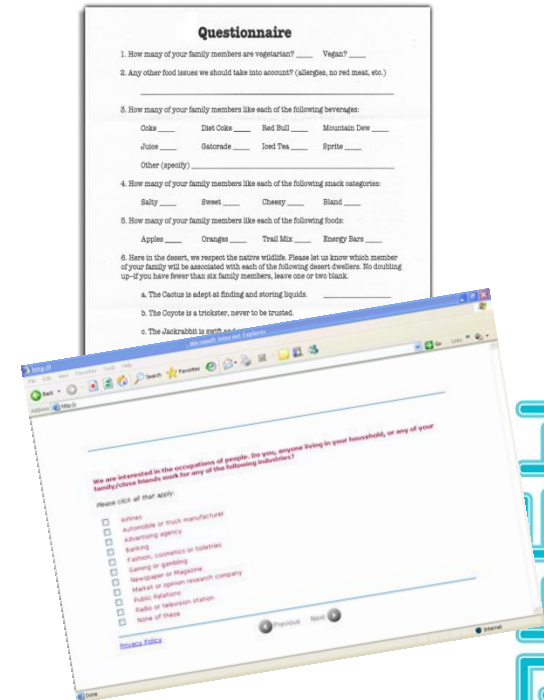 Questionnaire
1. How many of your family members are vegetarian? ____ Vegan? ____
2. Any other food issues we should take into account? (allergies, no red meat, etc.)
3. How many of your family members like each of the following beverages:
Coke ____ Diet Coke ____ Red Bull ____ Mountain Dew ____
Juice ____ Gatorade ____ Iced Tea ____ Sprite ____
Other (specify)
4. How many of your family members like each of the following snack categories:
Salty ____ Sweet ____ Cheesy ____ Bland ____
5. How many of your family members like each of the following foods:
Apples ____ Oranges ____ Trail Mix ____ Energy Bars ____
6. Here in the desert, we respect the native wildlife. Please let us know which member
of your family will be associated with each of the following desert dwellers. No doubling
up--if you have fewer than six family members, leave one or two blank.
a. The Cactus is adept at finding and storing liquids.
b. The Coyote is a trickster, never to be trusted.
c. The Jackrabbit is swift and
Microsoft Internet Explorer
Back Search Favorites
Address
Go Links
We are interested in the occupations of people. Do you, anyone living in your household, or any of your
family/close friends work for any of the following industries?
Please click all that apply:
Airlines
Automobile or truck manufacturer
Advertising agency
Banking
Fashion, cosmetics or toiletries
Gaming or gambling
Newspaper or Magazine
Market or opinion research company
Public Relations
Radio or television station
None of these
Previous Next
Privacy Policy
Done
Internet